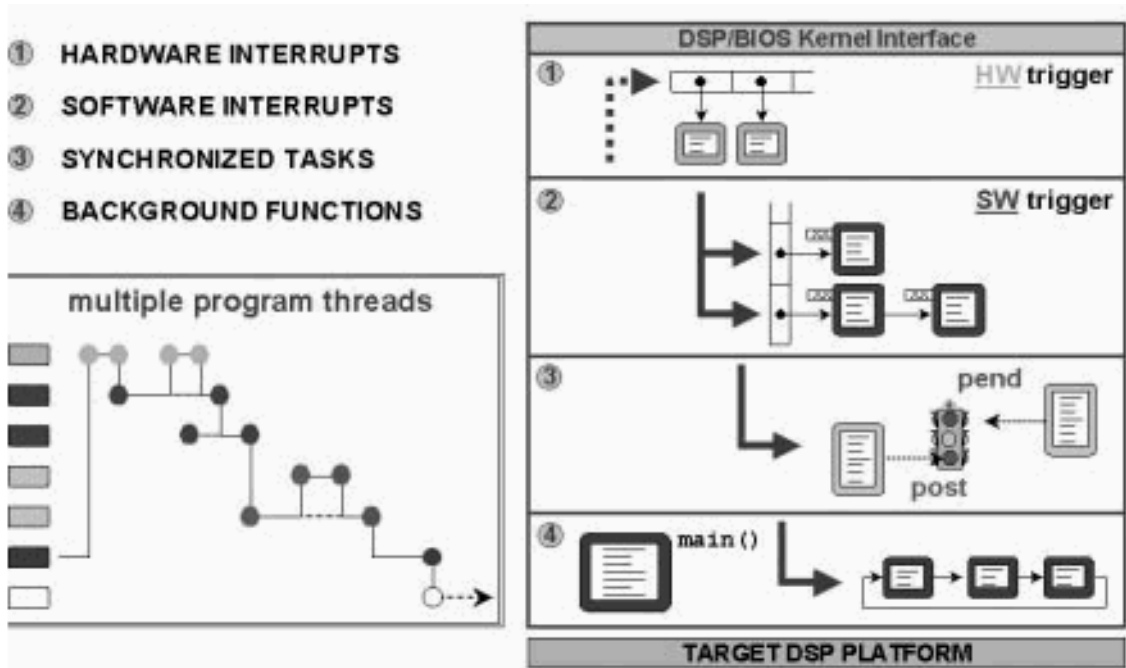 ① HARDWARE INTERRUPTS
② SOFTWARE INTERRUPTS
③ SYNCHRONIZED TASKS
④ BACKGROUND FUNCTIONS
multiple program threads
DSP/BIOS Kernel Interface
① HW trigger
② SW trigger
③ pend
post
④ main()
TARGET DSP PLATFORM